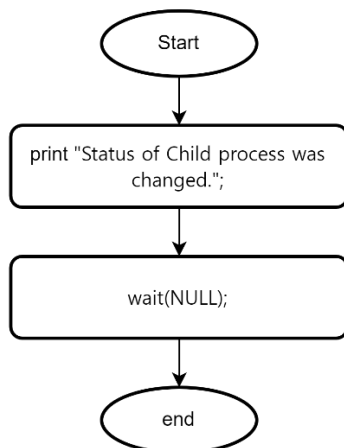 Start
print "Status of Child process was
changed.";
wait(NULL);
end